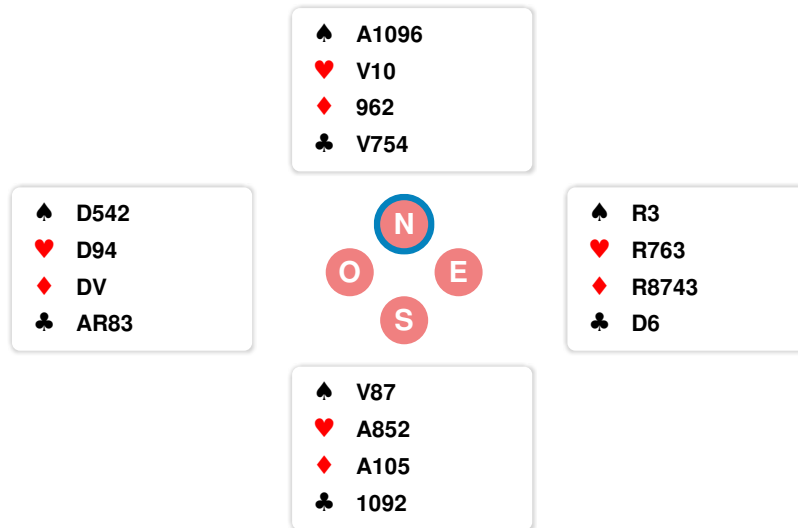 ♠ A1096
♥ V10
♦ 962
♣ V754
♠ D542
♥ D94
♦ DV
♣ AR83
N
O
E
S
♠ R3
♥ R763
♦ R8743
♣ D6
♠ V87
♥ A852
♦ A105
♣ 1092